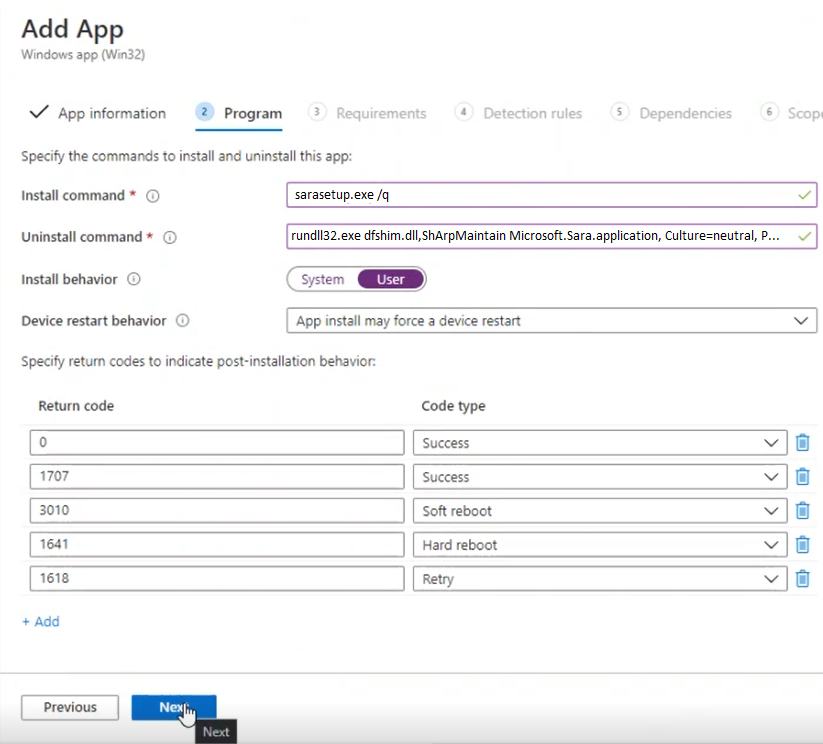 Add App
Windows app (Win32)
App information 2 Program 3 Requirements 4 Detection rules 5 Dependencies 6 Scope
Specify the commands to install and uninstall this app:
Install command * sarasetup.exe /q
Uninstall command * rundll32.exe dfshim.dll,ShArpMaintain Microsoft.Sara.application, Culture=neutral, P...
Install behavior System User
Device restart behavior App install may force a device restart
Specify return codes to indicate post-installation behavior:
Return code Code type
0 Success
1707 Success
3010 Soft reboot
1641 Hard reboot
1618 Retry
+ Add
Previous Next
Next